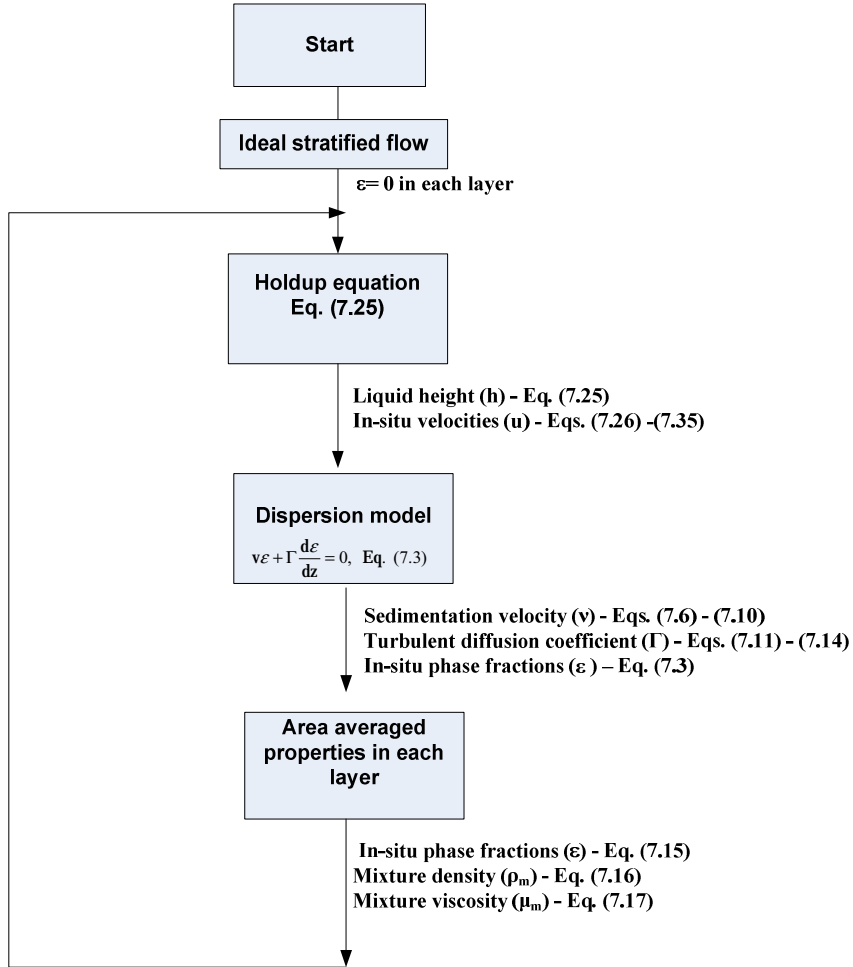 Start
Ideal stratified flow
ε= 0 in each layer
Holdup equation
Eq. (7.25)
Liquid height (h) - Eq. (7.25)
In-situ velocities (u) - Eqs. (7.26) -(7.35)
Dispersion model
vε + Γ dε/dz = 0, Eq. (7.3)
Sedimentation velocity (ν) - Eqs. (7.6) - (7.10)
Turbulent diffusion coefficient (Γ) - Eqs. (7.11) - (7.14)
In-situ phase fractions (ε ) – Eq. (7.3)
Area averaged
properties in each
layer
In-situ phase fractions (ε) - Eq. (7.15)
Mixture density (ρm) - Eq. (7.16)
Mixture viscosity (μm) - Eq. (7.17)